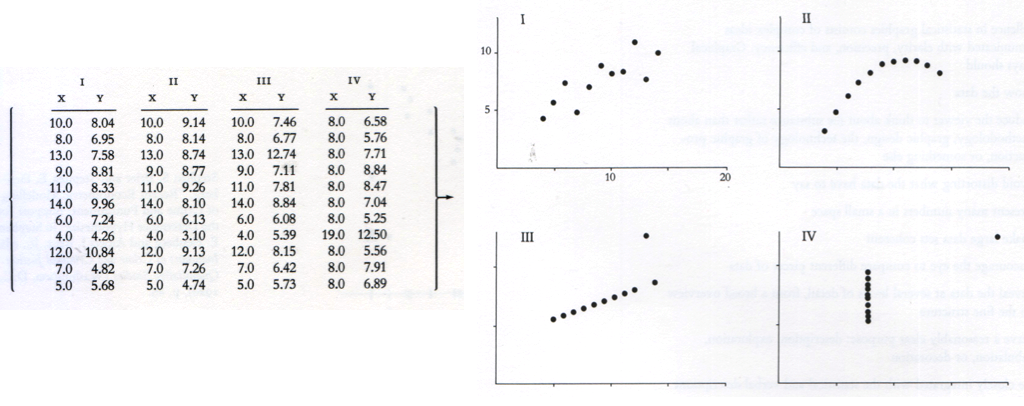 I II III IV
X Y X Y X Y X Y
10.0 8.04 10.0 9.14 10.0 7.46 8.0 6.58
8.0 6.95 8.0 8.14 8.0 6.77 8.0 5.76
13.0 7.58 13.0 8.74 13.0 12.74 8.0 7.71
9.0 8.81 9.0 8.77 9.0 7.11 8.0 8.84
11.0 8.33 11.0 9.26 11.0 7.81 8.0 8.47
14.0 9.96 14.0 8.10 14.0 8.84 8.0 7.04
6.0 7.24 6.0 6.13 6.0 6.08 8.0 5.25
4.0 4.26 4.0 3.10 4.0 5.39 19.0 12.50
12.0 10.84 12.0 9.13 12.0 8.15 8.0 5.56
7.0 4.82 7.0 7.26 7.0 6.42 8.0 7.91
5.0 5.68 5.0 4.74 5.0 5.73 8.0 6.89
I
10
5
10 20
II
III
IV